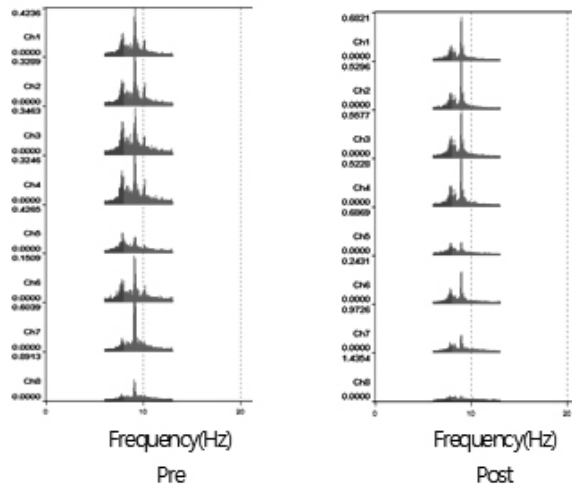 0.4236
Ch1
0.0000
0.3289
Ch2
0.0000
0.3463
Ch3
0.0000
0.3246
Ch4
0.0000
0.4265
Ch5
0.0000
0.1509
Ch6
0.0000
0.6039
Ch7
0.0000
0.8913
Ch8
0.0000
0 10 20
Frequency(Hz)
Pre
0.6821
Ch1
0.0000
0.5296
Ch2
0.0000
0.5577
Ch3
0.0000
0.5228
Ch4
0.0000
0.6869
Ch5
0.0000
0.2431
Ch6
0.0000
0.9726
Ch7
0.0000
1.4354
Ch8
0.0000
0 10 20
Frequency(Hz)
Post